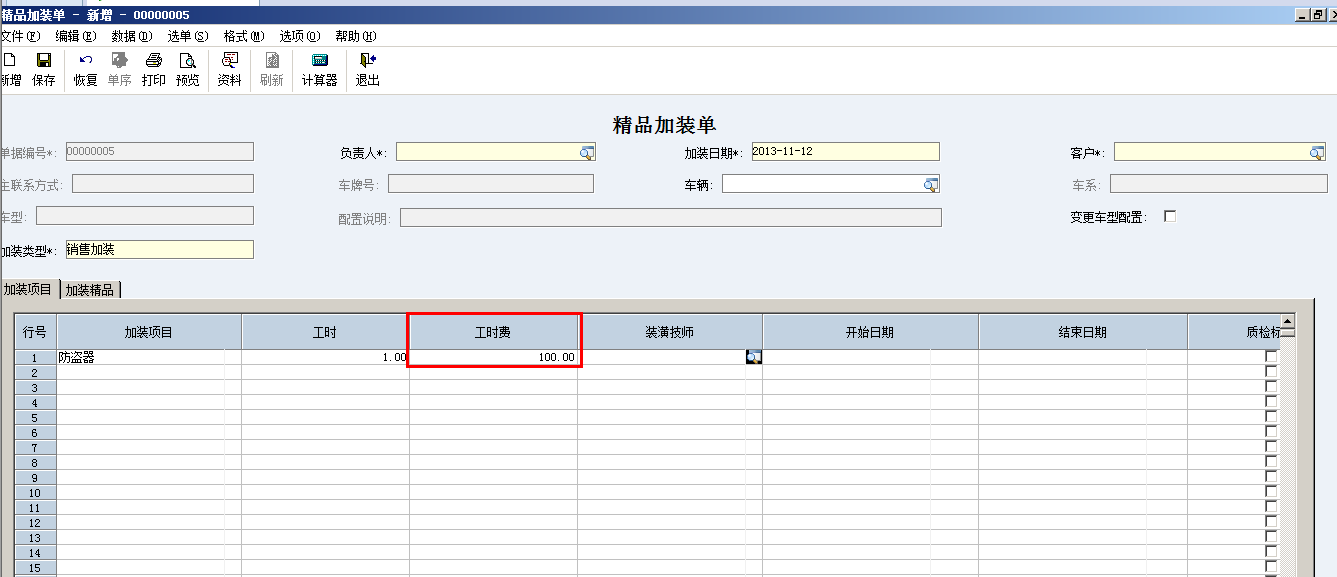 精品加装单 - 新增 - 00000005
文件(F) 编辑(E) 数据(D) 选单(S) 格式(M) 选项(O) 帮助(H)
新增 保存 恢复 单序 打印 预览 资料 刷新 计算器 退出
精品加装单
单据编号*: 00000005 负责人*: 加装日期*: 2013-11-12 客户*:
主联系方式: 车牌号: 车辆: 车系:
车型: 配置说明: 变更车型配置:
加装类型*: 销售加装
加装项目 加装精品
行号 加装项目 工时 工时费 装潢技师 开始日期 结束日期 质检标
1 防盗器 1.00 100.00
2
3
4
5
6
7
8
9
10
11
12
13
14
15